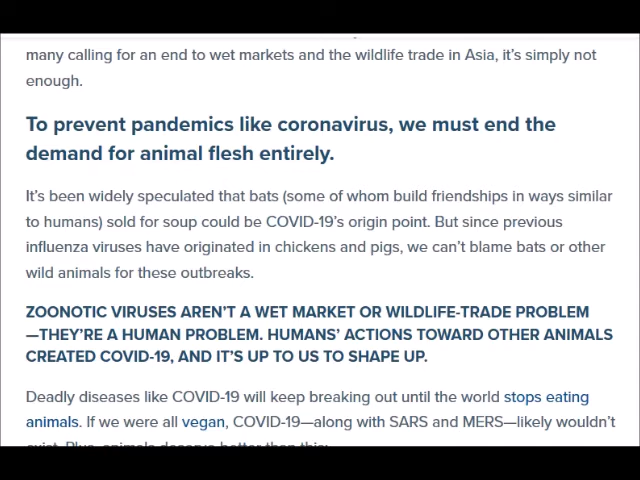 many calling for an end to wet markets and the wildlife trade in Asia, it's simply not
enough.
To prevent pandemics like coronavirus, we must end the
demand for animal flesh entirely.
It's been widely speculated that bats (some of whom build friendships in ways similar
to humans) sold for soup could be COVID-19's origin point. But since previous
influenza viruses have originated in chickens and pigs, we can't blame bats or other
wild animals for these outbreaks.
ZOONOTIC VIRUSES AREN'T A WET MARKET OR WILDLIFE-TRADE PROBLEM
—THEY'RE A HUMAN PROBLEM. HUMANS' ACTIONS TOWARD OTHER ANIMALS
CREATED COVID-19, AND IT'S UP TO US TO SHAPE UP.
Deadly diseases like COVID-19 will keep breaking out until the world stops eating
animals. If we were all vegan, COVID-19—along with SARS and MERS—likely wouldn't
exist. Plus, animals deserve better than this: